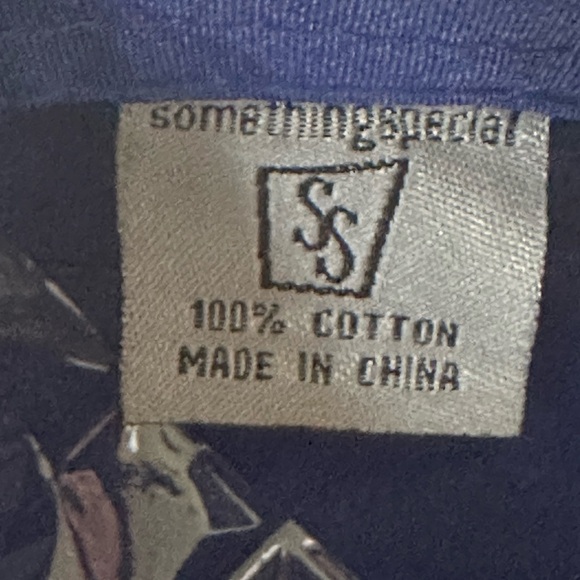 somethingspecial
SS
100% COTTON
MADE IN CHINA